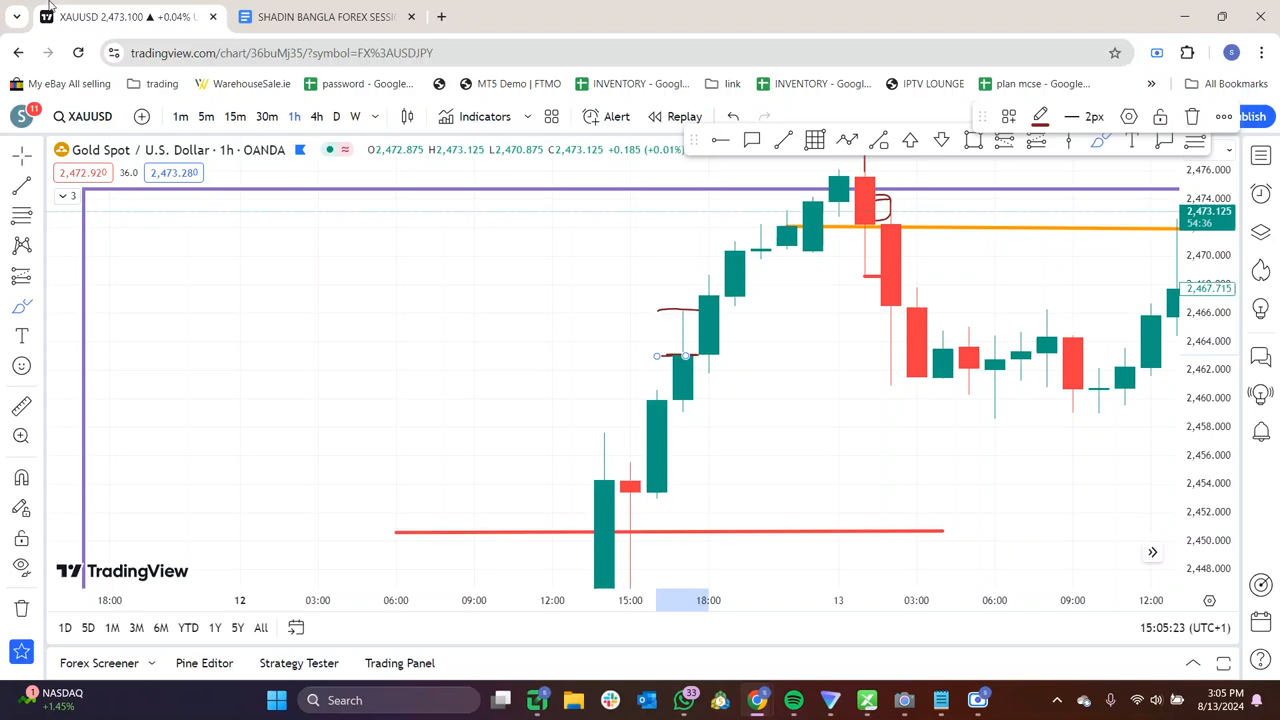 XAUUSD 2,473.100 ▲ +0.04% U
SHADIN BANGLA FOREX SESSI
tradingview.com/chart/36buMj35/?symbol=FX%3AUSDJPY
S
My eBay All selling
trading
WarehouseSale.ie
password - Google...
MT5 Demo | FTMO
INVENTORY - Googl...
link
INVENTORY - Googl...
IPTV LOUNGE
plan mcse - Google...
All Bookmarks
S 11 XAUUSD 1m 5m 15m 30m 1h 4h D W Indicators Alert Replay 2px ublish
Gold Spot / U.S. Dollar · 1h · OANDA O2,472.875 H2,473.125 L2,470.875 C2,473.125 +0.185 (+0.01%)
2,472.920 36.0 2,473.280
3
2,476.000
2,474.000
2,473.125
54:36
2,470.000
2,467.715
2,466.000
2,464.000
2,462.000
2,460.000
2,458.000
2,456.000
2,454.000
2,452.000
2,450.000
2,448.000
TradingView
18:00 12 03:00 06:00 09:00 12:00 15:00 18:00 13 03:00 06:00 09:00 12:00
1D 5D 1M 3M 6M YTD 1Y 5Y All 15:05:23 (UTC+1)
Forex Screener Pine Editor Strategy Tester Trading Panel
1 NASDAQ
+1.45%
Search
33
3:05 PM
8/13/2024